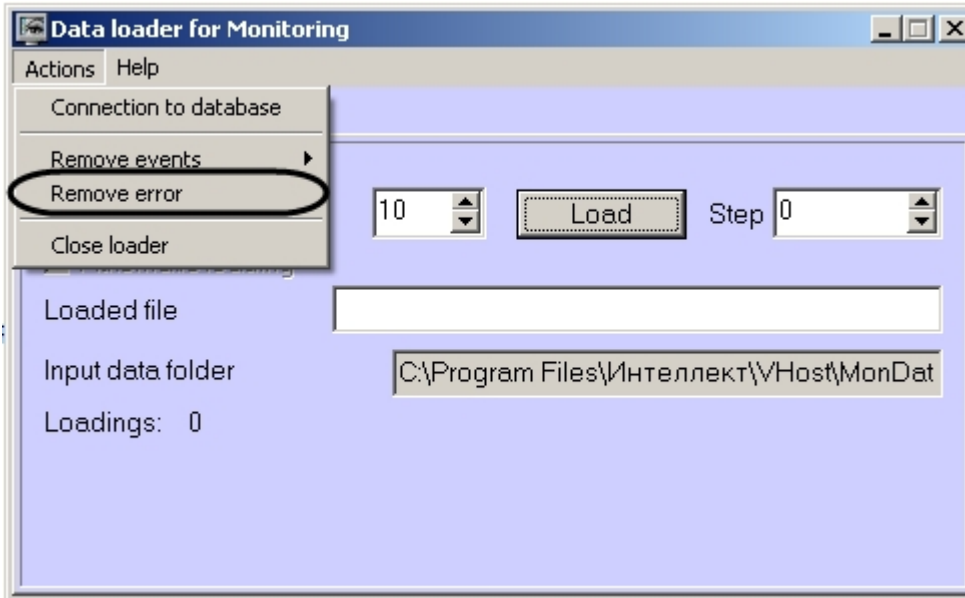 Data loader for Monitoring
Actions Help
Connection to database
Remove events
Remove error
10 Load Step 0
Close loader
Loaded file
Input data folder C:\Program Files\Интеллект\VHost\MonDat
Loadings: 0